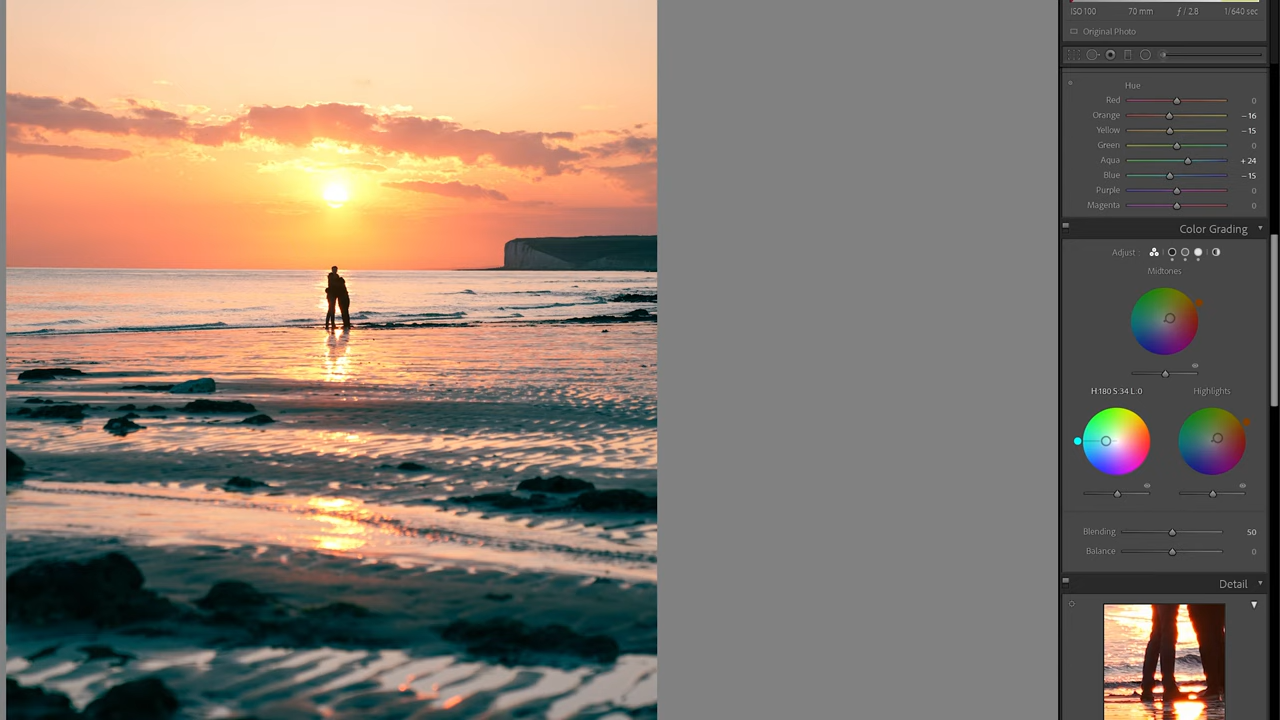 ISO 100 70 mm ƒ / 2.8 1/640 sec
Original Photo
Hue
Red 0
Orange −16
Yellow −15
Green 0
Aqua +24
Blue −15
Purple 0
Magenta 0
Color Grading
Adjust :
Midtones
H:180 S:34 L:0 Highlights
Blending 50
Balance 0
Detail